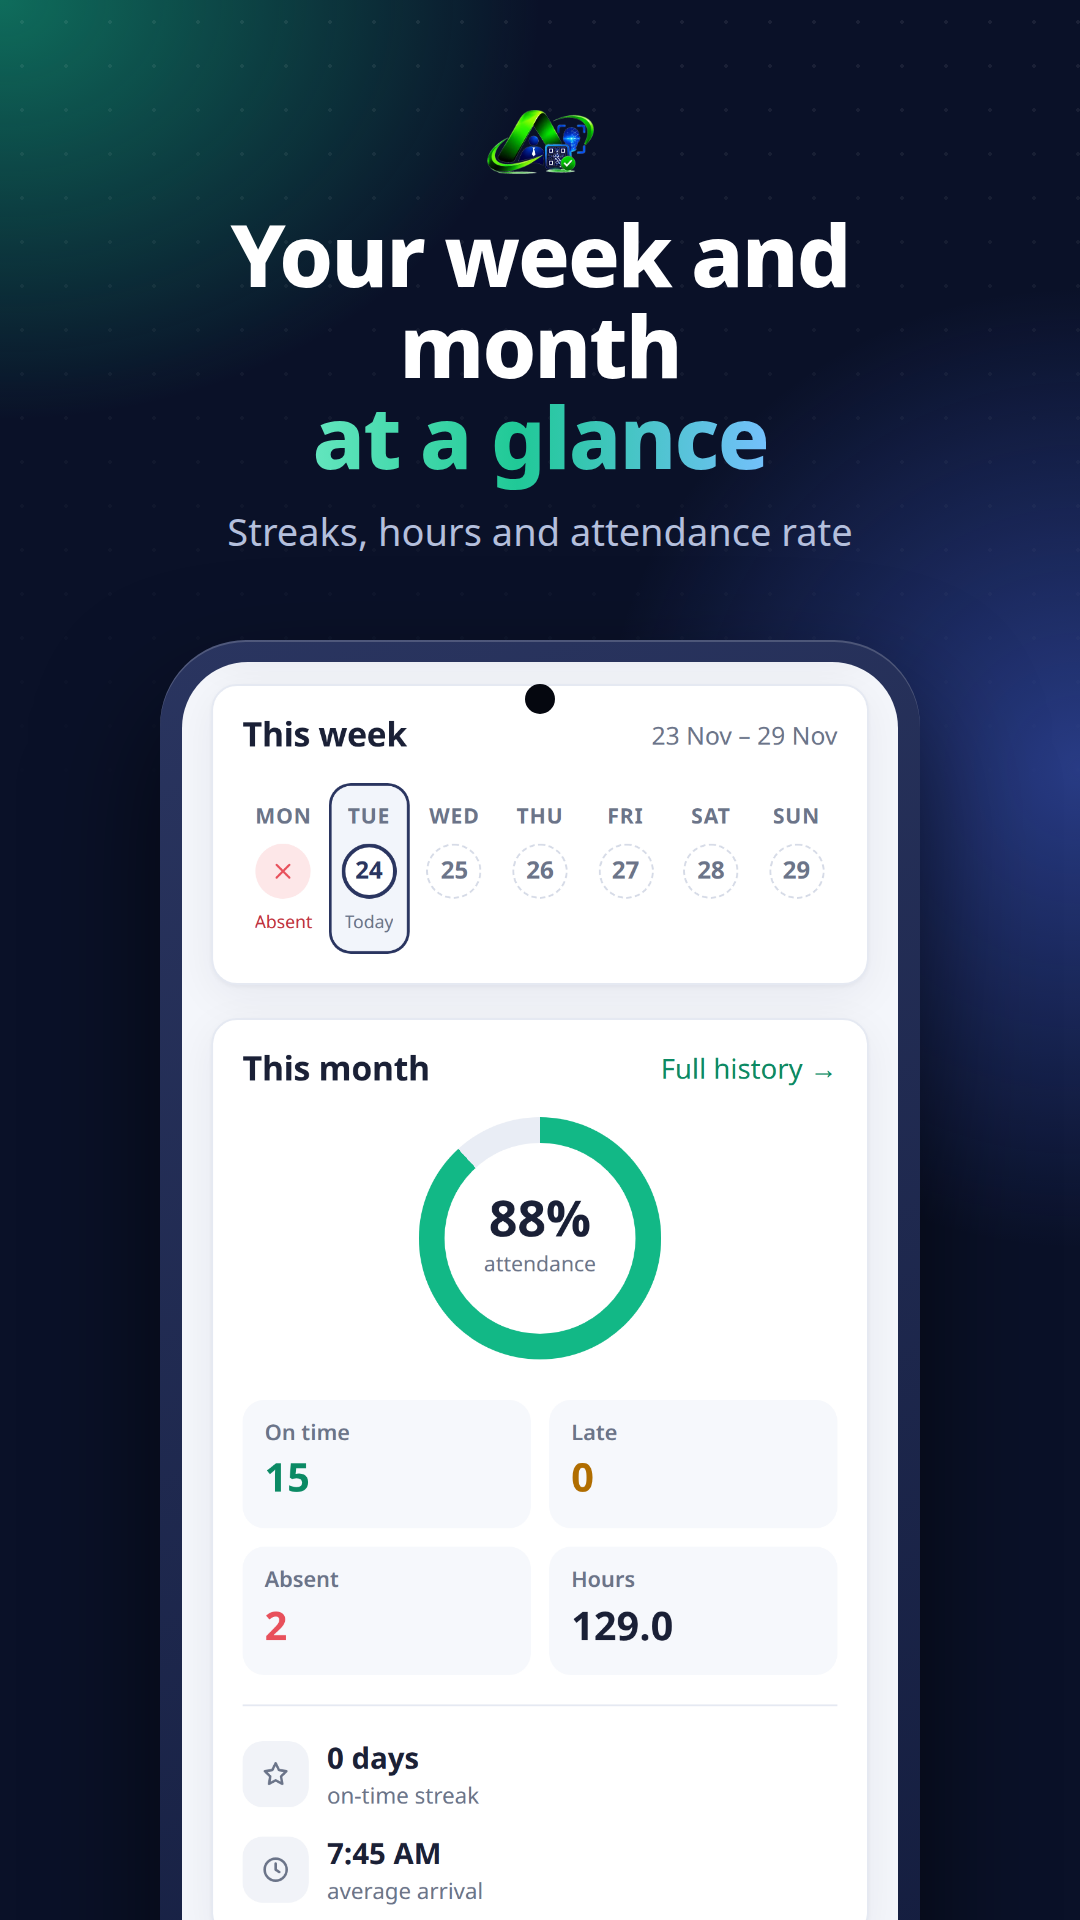 Your week and
month
at a glance
Streaks, hours and attendance rate
This week
23 Nov – 29 Nov
MON TUE WED THU FRI SAT SUN
24 25 26 27 28 29
Absent Today
This month
Full history →
88%
attendance
On time
15
Late
0
Absent
2
Hours
129.0
0 days
on-time streak
7:45 AM
average arrival